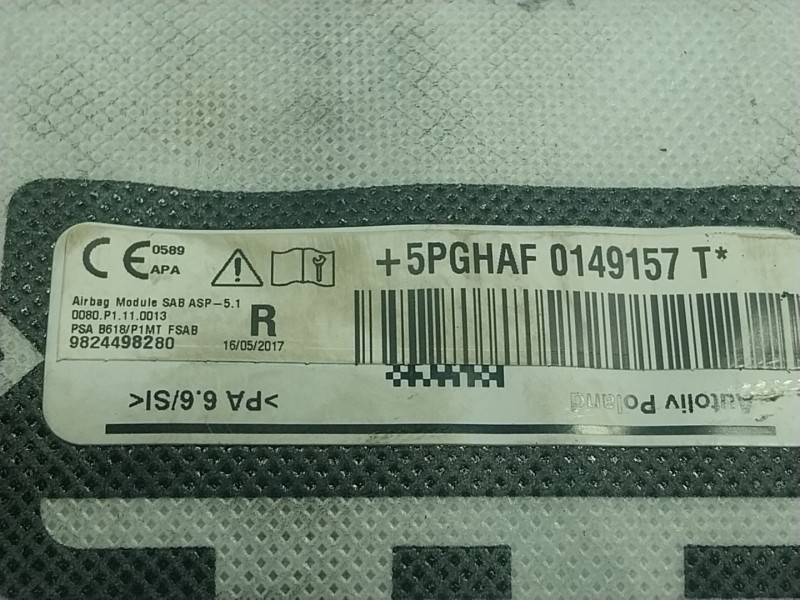 CE 0589
APA
+5PGHAF 0149157 T*
Airbag Module SAB ASP-5.1
0080.P1.11.0013
PSA B618/P1MT FSAB
9824498280
R
16/05/2017
>PA 6.6/SI<
Autoliv Poland